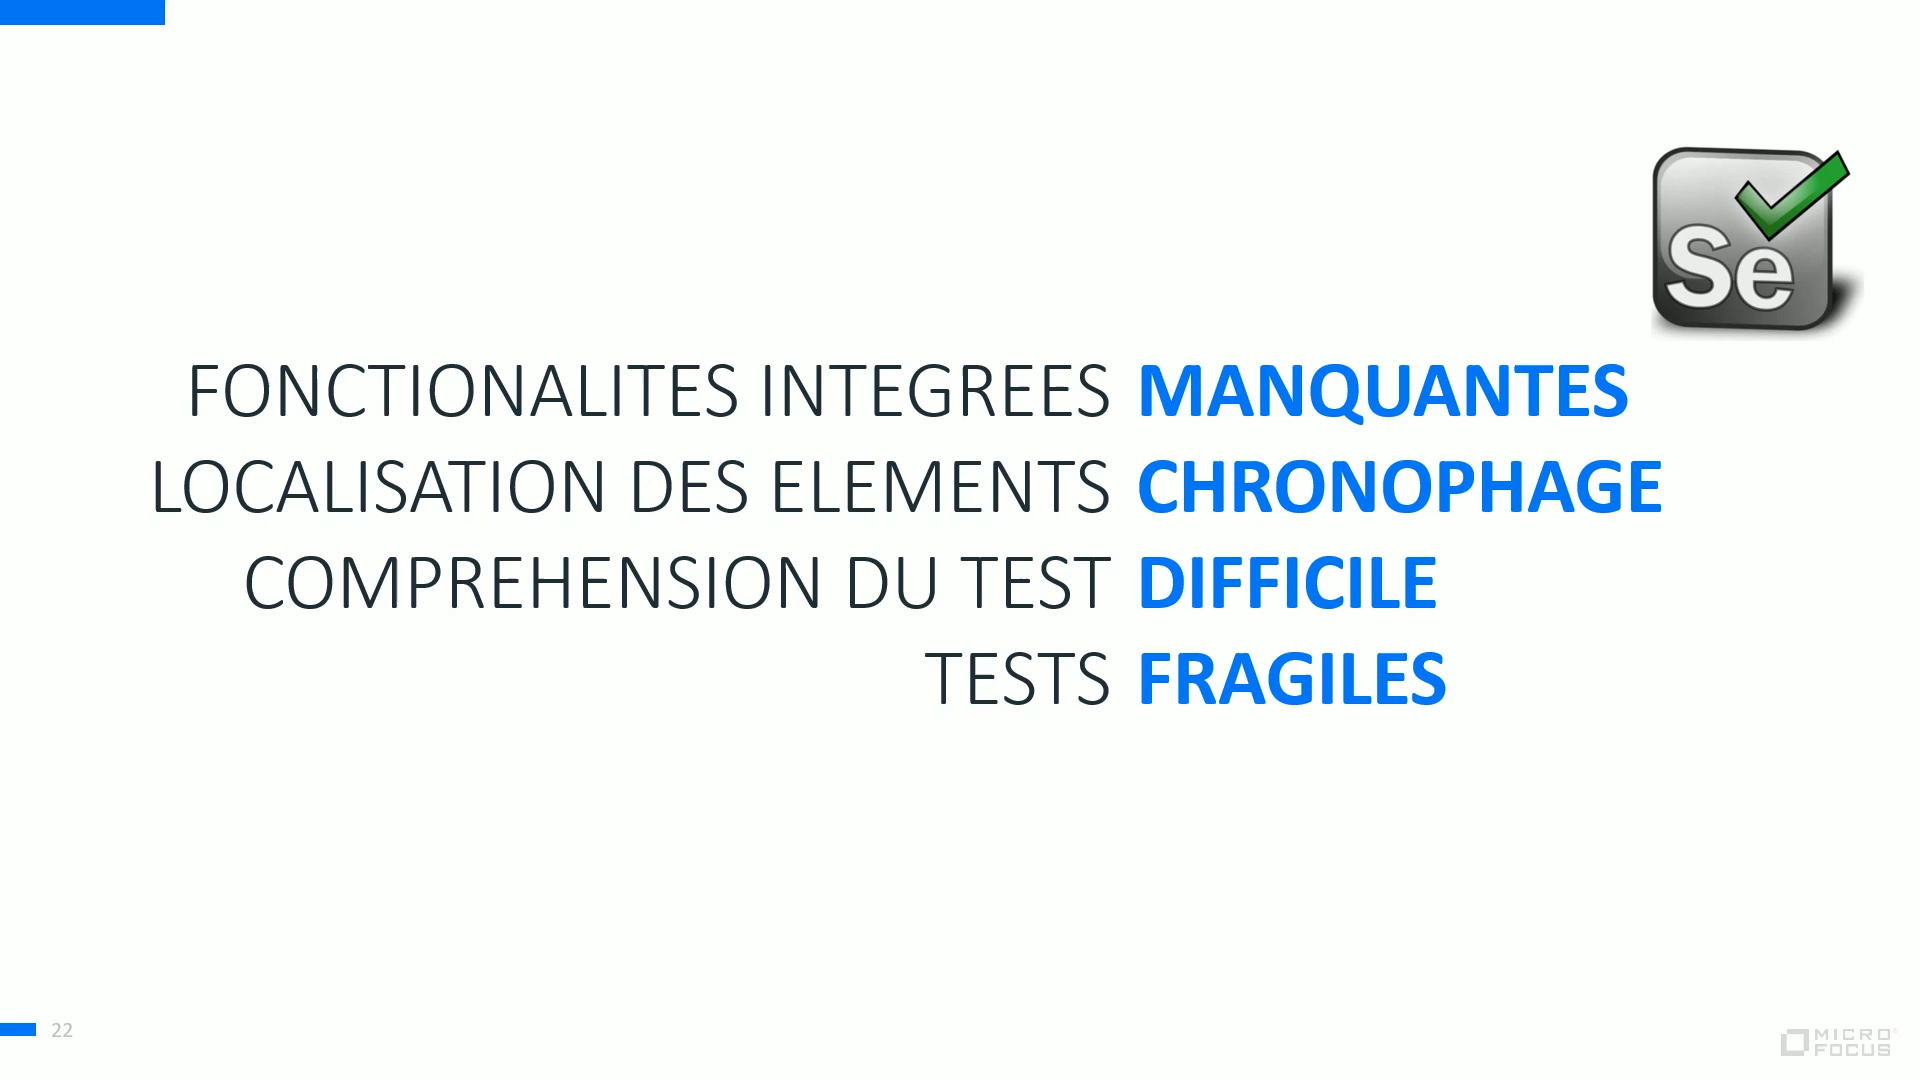 Se
FONCTIONALITES INTEGREES MANQUANTES
LOCALISATION DES ELEMENTS CHRONOPHAGE
COMPREHENSION DU TEST DIFFICILE
TESTS FRAGILES
22
MICRO
FOCUS